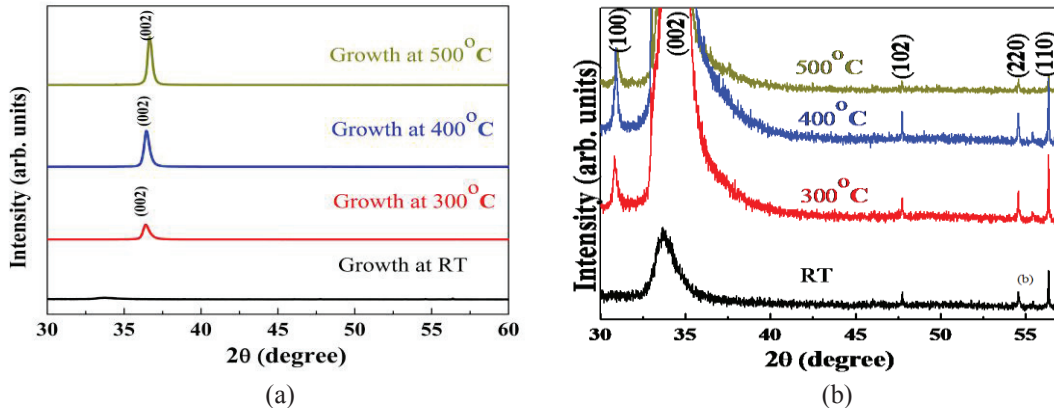 Intensity (arb. units)
(002)
Growth at 500°C
(002)
Growth at 400°C
(002)
Growth at 300°C
Growth at RT
30 35 40 45 50 55 60
2θ (degree)
(a)
Intensity (arb. units)
(100)
(002)
(102)
(220)
(110)
500°C
400°C
300°C
RT
(b)
30 35 40 45 50 55
2θ (degree)
(b)